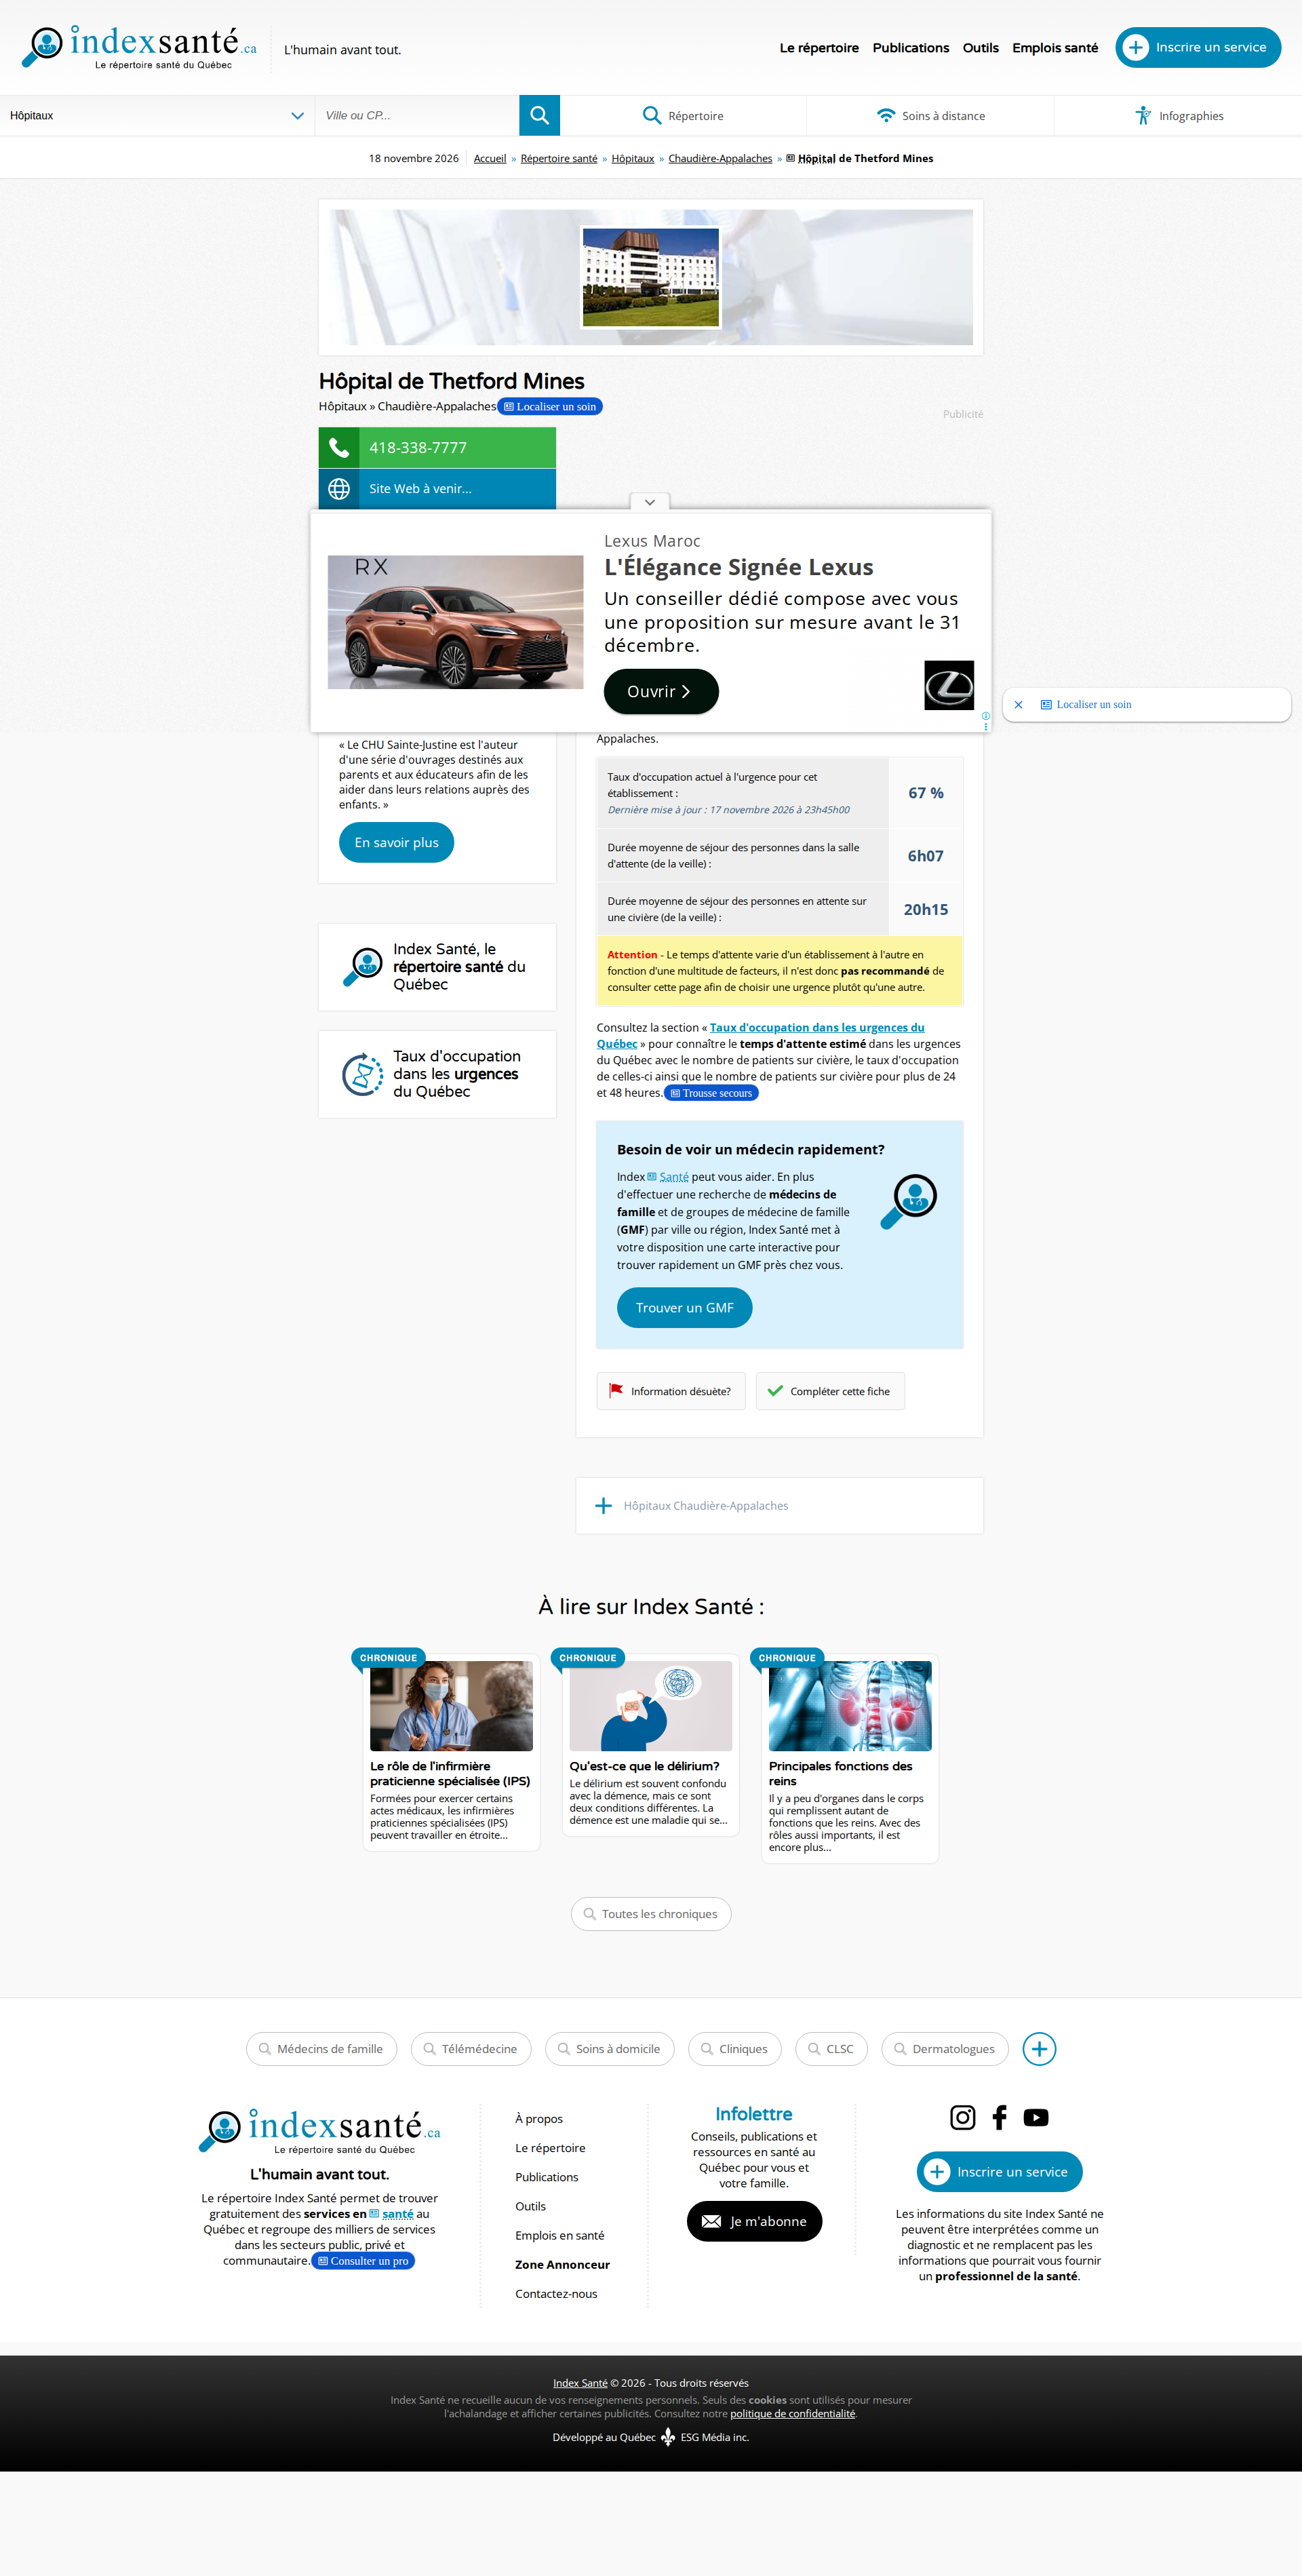 indexsanté.ca
Le répertoire santé du Québec
L'humain avant tout.
Le répertoire
Publications
Outils
Emplois santé
Inscrire un service
Hôpitaux
Ville ou CP...
Répertoire
Soins à distance
Infographies
18 novembre 2026
Accueil » Répertoire santé » Hôpitaux » Chaudière-Appalaches » Hôpital de Thetford Mines
Hôpital de Thetford Mines
Hôpitaux » Chaudière-Appalaches Localiser un soin
Publicité
418-338-7777
Site Web à venir...
RX
Lexus Maroc
L'Élégance Signée Lexus
Un conseiller dédié compose avec vous
une proposition sur mesure avant le 31
décembre.
Ouvrir
Localiser un soin
« Le CHU Sainte-Justine est l'auteur
d'une série d'ouvrages destinés aux
parents et aux éducateurs afin de les
aider dans leurs relations auprès des
enfants. »
En savoir plus
Index Santé, le
répertoire santé du
Québec
Taux d'occupation
dans les urgences
du Québec
Appalaches.
Taux d'occupation actuel à l'urgence pour cet
établissement :
Dernière mise à jour : 17 novembre 2026 à 23h45h00
67 %
Durée moyenne de séjour des personnes dans la salle
d'attente (de la veille) :
6h07
Durée moyenne de séjour des personnes en attente sur
une civière (de la veille) :
20h15
Attention - Le temps d'attente varie d'un établissement à l'autre en
fonction d'une multitude de facteurs, il n'est donc pas recommandé de
consulter cette page afin de choisir une urgence plutôt qu'une autre.
Consultez la section « Taux d'occupation dans les urgences du
Québec » pour connaître le temps d'attente estimé dans les urgences
du Québec avec le nombre de patients sur civière, le taux d'occupation
de celles-ci ainsi que le nombre de patients sur civière pour plus de 24
et 48 heures. Trousse secours
Besoin de voir un médecin rapidement?
Index Santé peut vous aider. En plus
d'effectuer une recherche de médecins de
famille et de groupes de médecine de famille
(GMF) par ville ou région, Index Santé met à
votre disposition une carte interactive pour
trouver rapidement un GMF près chez vous.
Trouver un GMF
Information désuète?
Compléter cette fiche
Hôpitaux Chaudière-Appalaches
À lire sur Index Santé :
CHRONIQUE
Le rôle de l'infirmière
praticienne spécialisée (IPS)
Formées pour exercer certains
actes médicaux, les infirmières
praticiennes spécialisées (IPS)
peuvent travailler en étroite...
CHRONIQUE
Qu'est-ce que le délirium?
Le délirium est souvent confondu
avec la démence, mais ce sont
deux conditions différentes. La
démence est une maladie qui se...
CHRONIQUE
Principales fonctions des
reins
Il y a peu d'organes dans le corps
qui remplissent autant de
fonctions que les reins. Avec des
rôles aussi importants, il est
encore plus...
Toutes les chroniques
Médecins de famille
Télémédecine
Soins à domicile
Cliniques
CLSC
Dermatologues
indexsanté.ca
Le répertoire santé du Québec
L'humain avant tout.
Le répertoire Index Santé permet de trouver
gratuitement des services en santé au
Québec et regroupe des milliers de services
dans les secteurs public, privé et
communautaire. Consulter un pro
À propos
Le répertoire
Publications
Outils
Emplois en santé
Zone Annonceur
Contactez-nous
Infolettre
Conseils, publications et
ressources en santé au
Québec pour vous et
votre famille.
Je m'abonne
Inscrire un service
Les informations du site Index Santé ne
peuvent être interprétées comme un
diagnostic et ne remplacent pas les
informations que pourrait vous fournir
un professionnel de la santé.
Index Santé © 2026 - Tous droits réservés
Index Santé ne recueille aucun de vos renseignements personnels. Seuls des cookies sont utilisés pour mesurer
l'achalandage et afficher certaines publicités. Consultez notre politique de confidentialité.
Développé au Québec ESG Média inc.